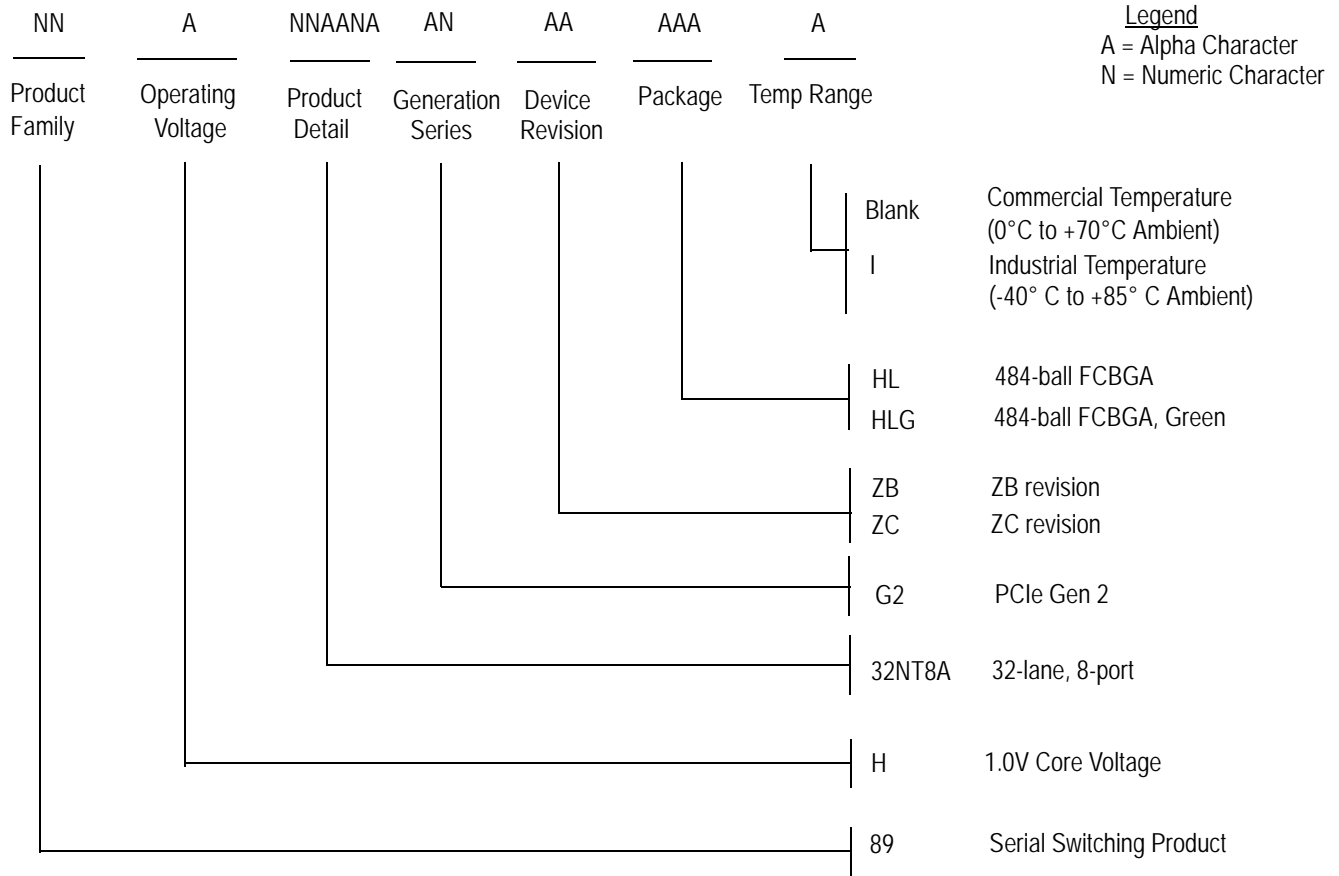 NN A NNAANA AN AA AAA A
Legend
A = Alpha Character
N = Numeric Character
Product Family
Operating Voltage
Product Detail
Generation Series
Device Revision
Package
Temp Range
Blank Commercial Temperature
(0°C to +70°C Ambient)
I Industrial Temperature
(-40° C to +85° C Ambient)
HL 484-ball FCBGA
HLG 484-ball FCBGA, Green
ZB ZB revision
ZC ZC revision
G2 PCIe Gen 2
32NT8A 32-lane, 8-port
H 1.0V Core Voltage
89 Serial Switching Product